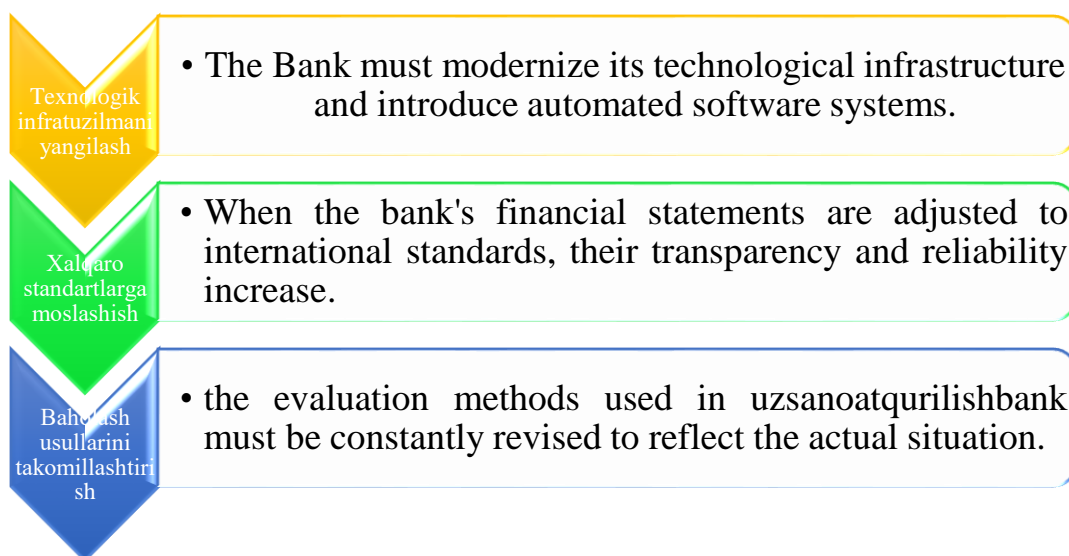 Texnologik
infratuzilmani
yangilash
• The Bank must modernize its technological infrastructure
and introduce automated software systems.
Xalqaro
standartlarga
moslashish
• When the bank's financial statements are adjusted to
international standards, their transparency and reliability
increase.
Baholash
usullarini
takomillashtiri
sh
• the evaluation methods used in uzsanoatqurilishbank
must be constantly revised to reflect the actual situation.